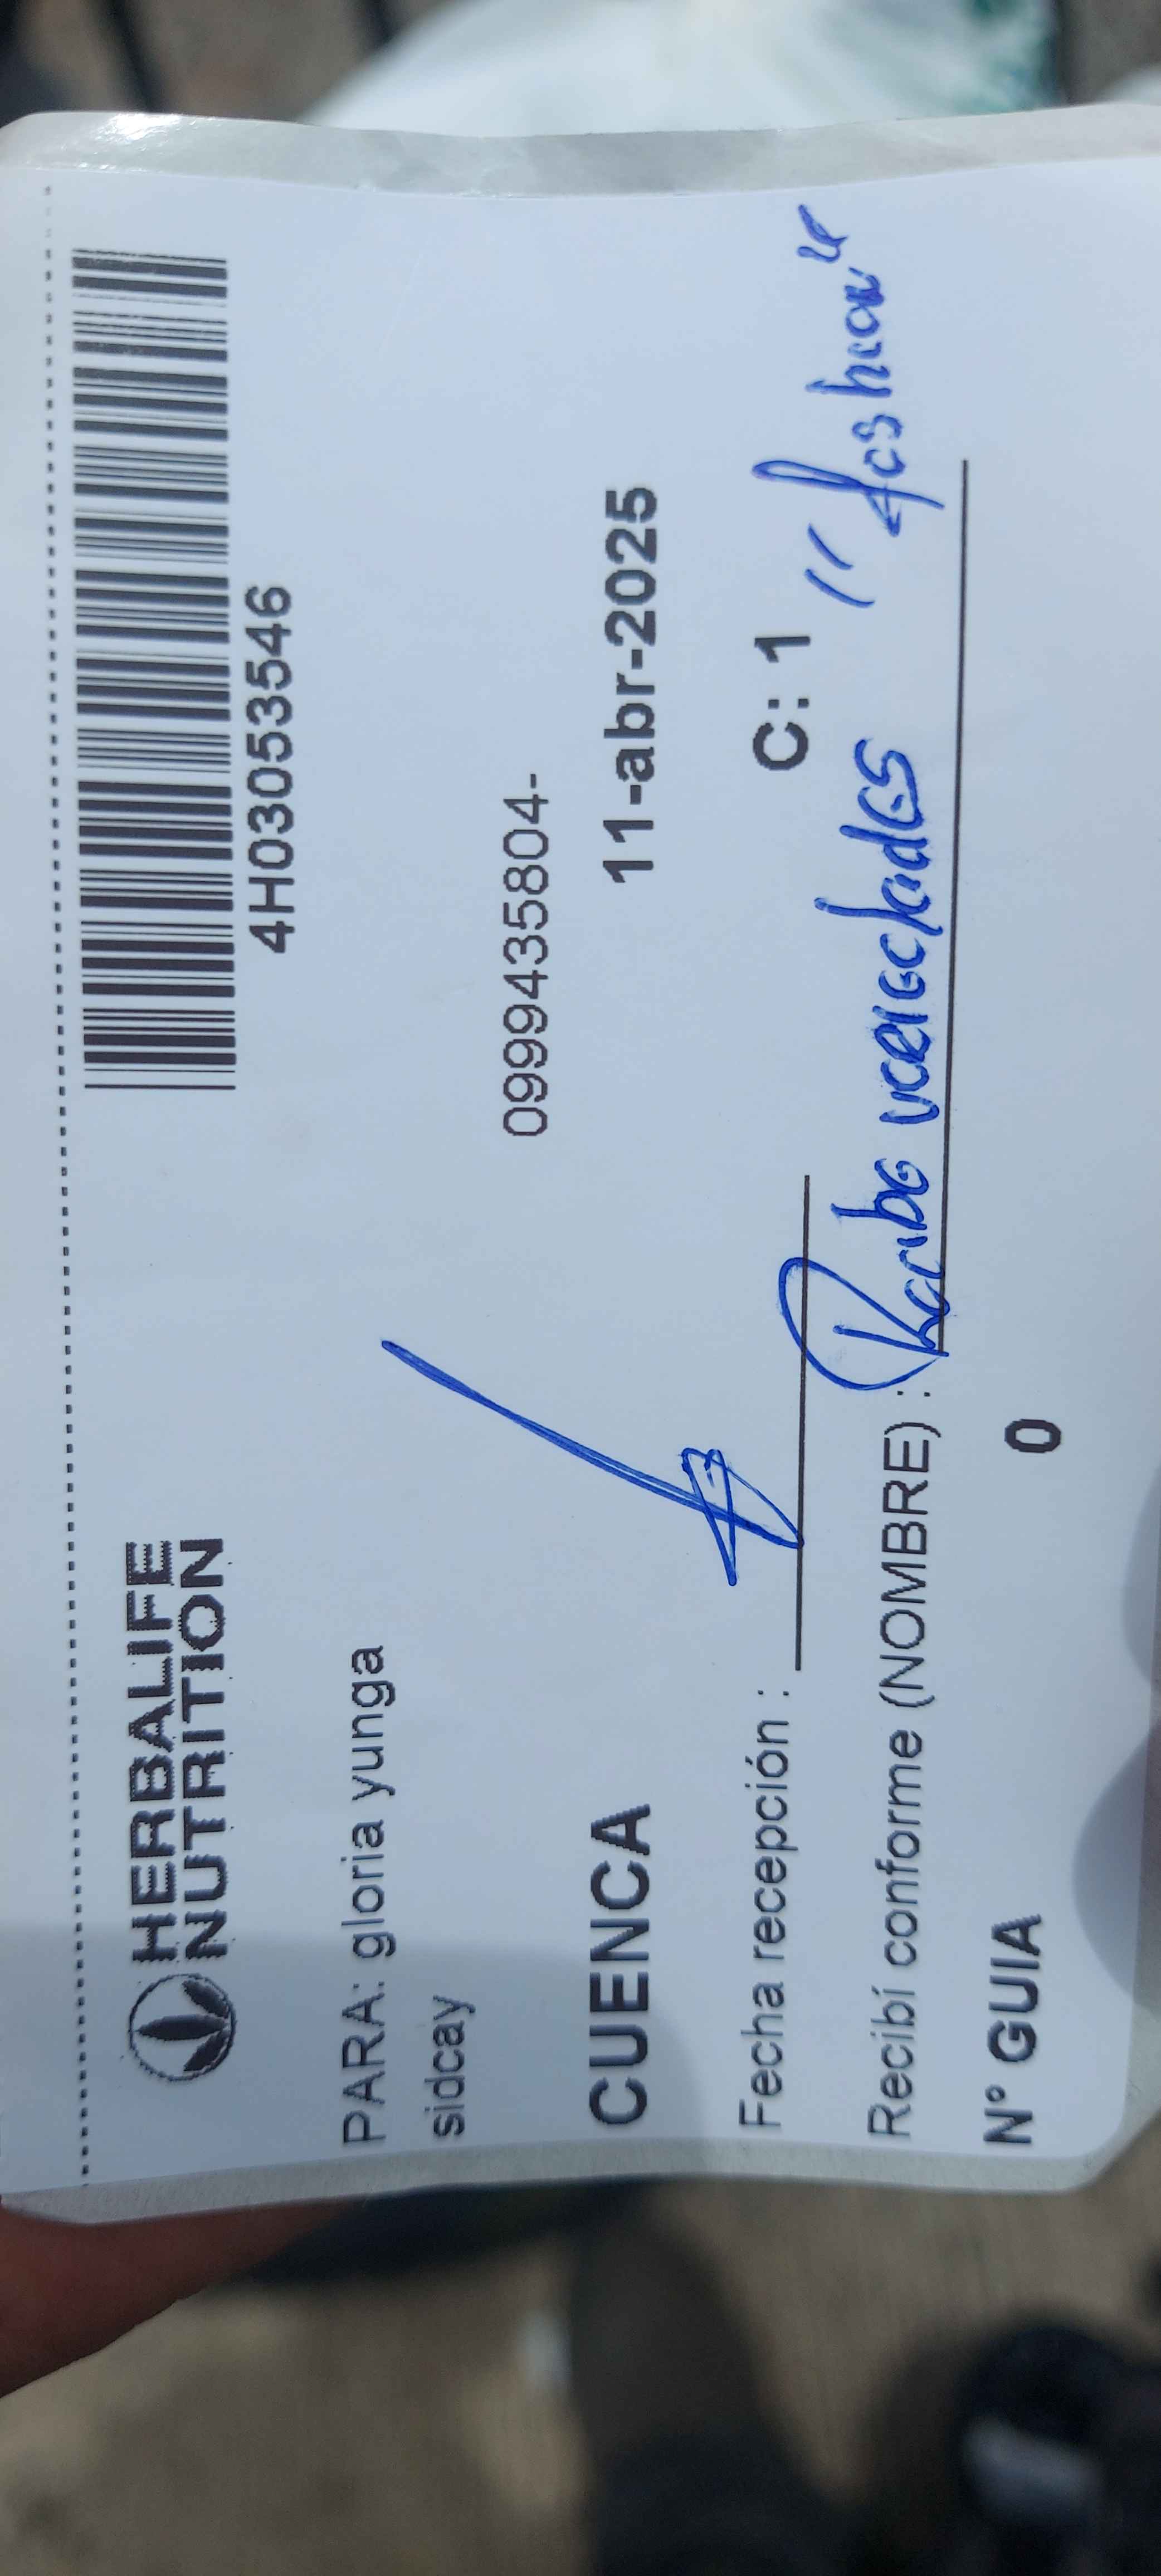 HERBALIFE
NUTRITION
4H03053546
PARA: gloria yunga
sidcay
0999435804-
CUENCA
11-abr-2025
Fecha recepción :
C: 1
Recibí conforme (NOMBRE) :
N° GUIA 0